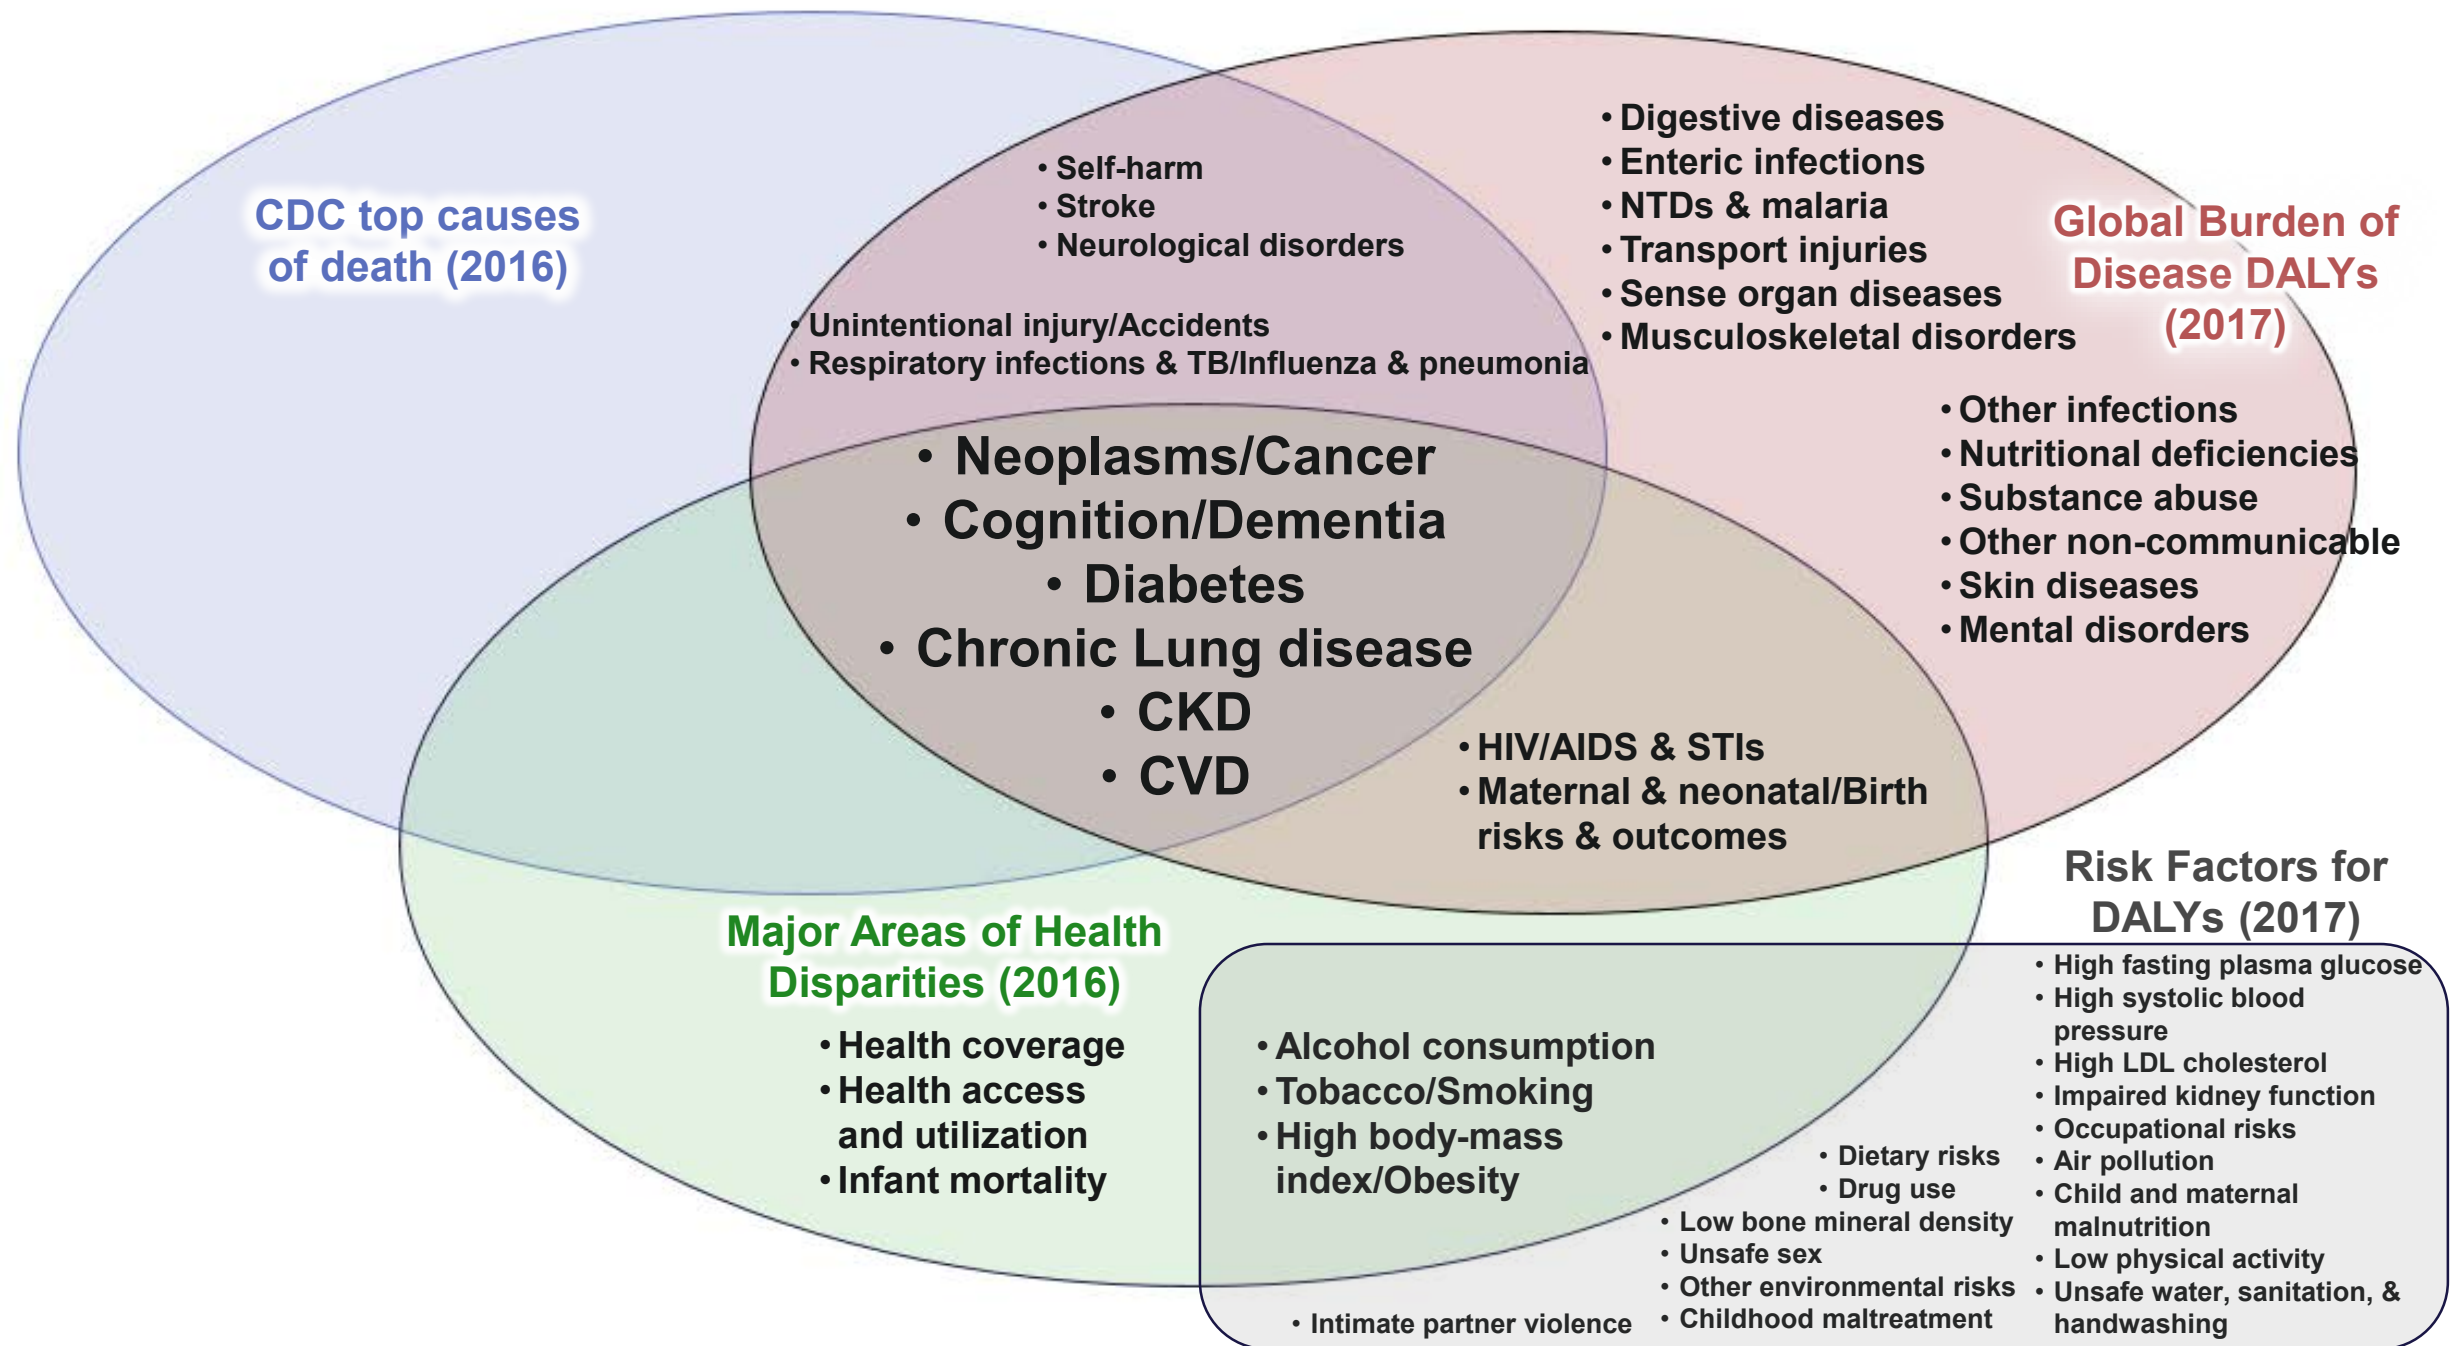 CDC top causes
of death (2016)
• Self-harm
• Stroke
• Neurological disorders
• Unintentional injury/Accidents
• Respiratory infections & TB/Influenza & pneumonia
• Digestive diseases
• Enteric infections
• NTDs & malaria
• Transport injuries
• Sense organ diseases
• Musculoskeletal disorders
Global Burden of
Disease DALYs
(2017)
• Other infections
• Nutritional deficiencies
• Substance abuse
• Other non-communicable
• Skin diseases
• Mental disorders
• Neoplasms/Cancer
• Cognition/Dementia
• Diabetes
• Chronic Lung disease
• CKD
• CVD
• HIV/AIDS & STIs
• Maternal & neonatal/Birth
risks & outcomes
Major Areas of Health
Disparities (2016)
• Health coverage
• Health access
and utilization
• Infant mortality
• Alcohol consumption
• Tobacco/Smoking
• High body-mass
index/Obesity
Risk Factors for
DALYs (2017)
• High fasting plasma glucose
• High systolic blood
pressure
• High LDL cholesterol
• Impaired kidney function
• Occupational risks
• Air pollution
• Child and maternal
malnutrition
• Low physical activity
• Unsafe water, sanitation, &
handwashing
• Dietary risks
• Drug use
• Low bone mineral density
• Unsafe sex
• Other environmental risks
• Childhood maltreatment
• Intimate partner violence